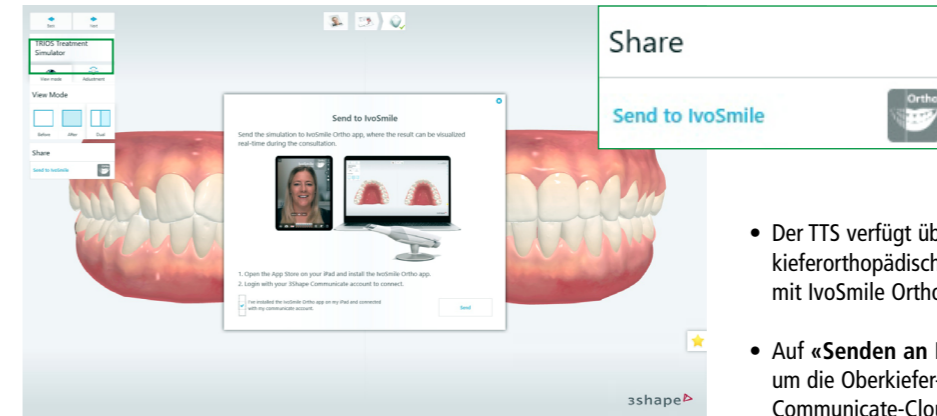 Back
Next
TRIOS Treatment
Simulator
View mode
Adjustment
View Mode
Before
After
Dual
Share
Send to IvoSmile
Send to IvoSmile
Send the simulation to IvoSmile Ortho app, where the result can be visualized
real-time during the consultation.
1. Open the App Store on your iPad and install the IvoSmile Ortho app.
2. Login with your 3Shape Communicate account to connect.
I've installed the IvoSmile Ortho app on my iPad and connected
with my communicate account.
Send
3shape
Share
Send to IvoSmile
Ortho
• Der TTS verfügt üb
kieferorthopädisch
mit IvoSmile Ortho
• Auf «Senden an I
um die Oberkiefer-
Communicate-Clou